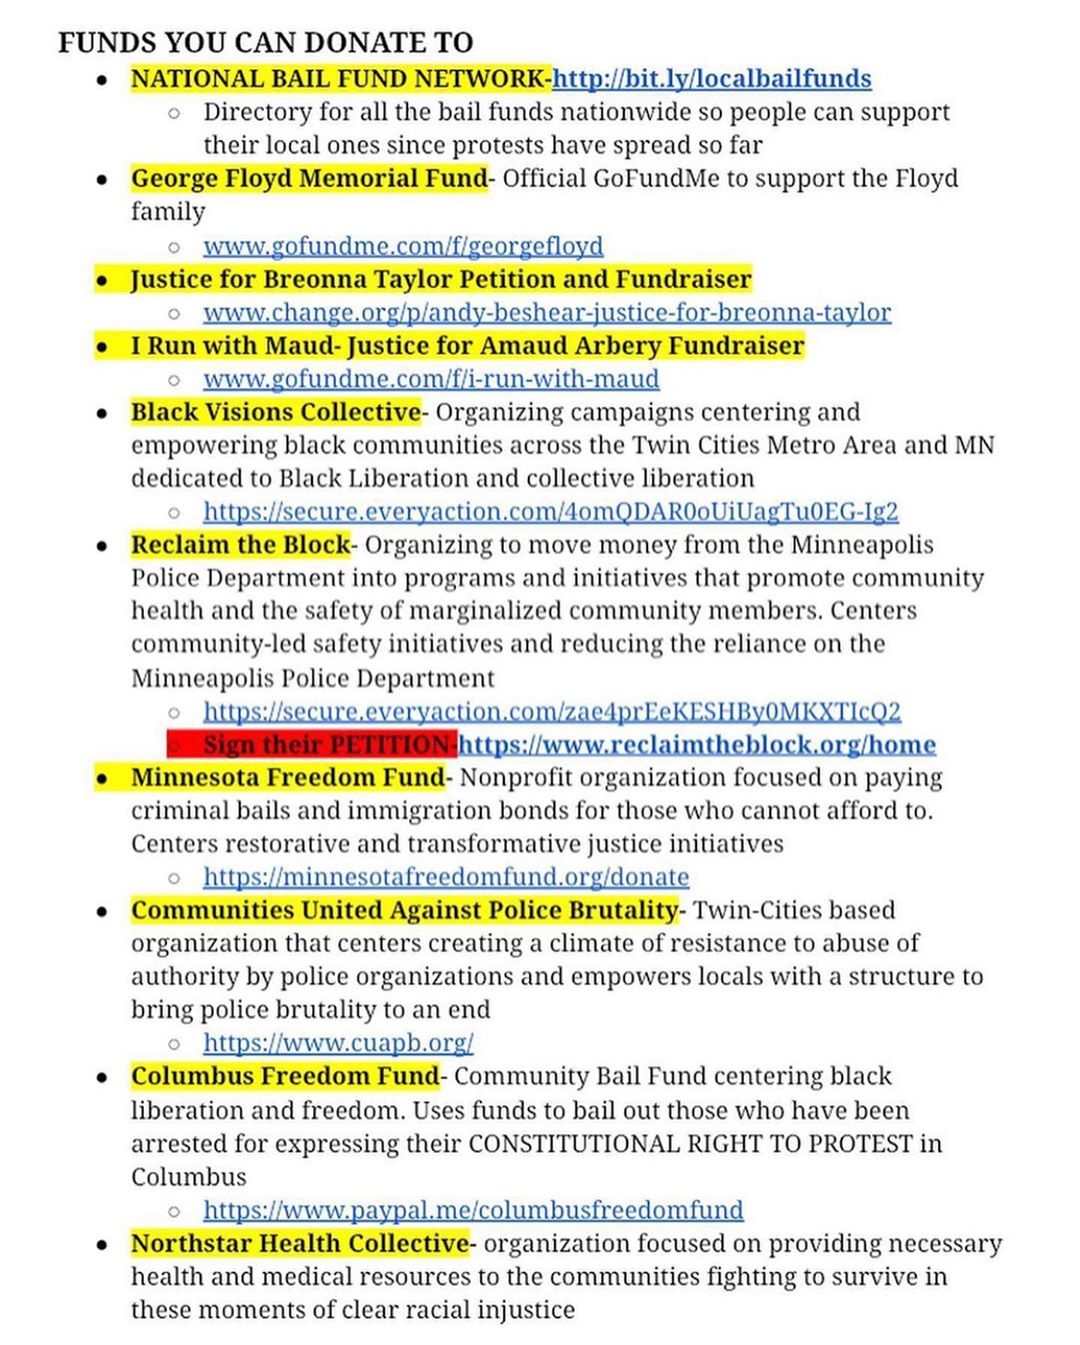 FUNDS YOU CAN DONATE TO
● NATIONAL BAIL FUND NETWORK-http://bit.ly/localbailfunds
○ Directory for all the bail funds nationwide so people can support
their local ones since protests have spread so far
● George Floyd Memorial Fund- Official GoFundMe to support the Floyd
family
○ www.gofundme.com/f/georgefloyd
● Justice for Breonna Taylor Petition and Fundraiser
○ www.change.org/p/andy-beshear-justice-for-breonna-taylor
● I Run with Maud- Justice for Amaud Arbery Fundraiser
○ www.gofundme.com/f/i-run-with-maud
● Black Visions Collective- Organizing campaigns centering and
empowering black communities across the Twin Cities Metro Area and MN
dedicated to Black Liberation and collective liberation
○ https://secure.everyaction.com/4omQDAR0oUiUagTu0EG-Ig2
● Reclaim the Block- Organizing to move money from the Minneapolis
Police Department into programs and initiatives that promote community
health and the safety of marginalized community members. Centers
community-led safety initiatives and reducing the reliance on the
Minneapolis Police Department
○ https://secure.everyaction.com/zae4prEeKESHBy0MKXTIcQ2
○ Sign their PETITION-https://www.reclaimtheblock.org/home
● Minnesota Freedom Fund- Nonprofit organization focused on paying
criminal bails and immigration bonds for those who cannot afford to.
Centers restorative and transformative justice initiatives
○ https://minnesotafreedomfund.org/donate
● Communities United Against Police Brutality- Twin-Cities based
organization that centers creating a climate of resistance to abuse of
authority by police organizations and empowers locals with a structure to
bring police brutality to an end
○ https://www.cuapb.org/
● Columbus Freedom Fund- Community Bail Fund centering black
liberation and freedom. Uses funds to bail out those who have been
arrested for expressing their CONSTITUTIONAL RIGHT TO PROTEST in
Columbus
○ https://www.paypal.me/columbusfreedomfund
● Northstar Health Collective- organization focused on providing necessary
health and medical resources to the communities fighting to survive in
these moments of clear racial injustice